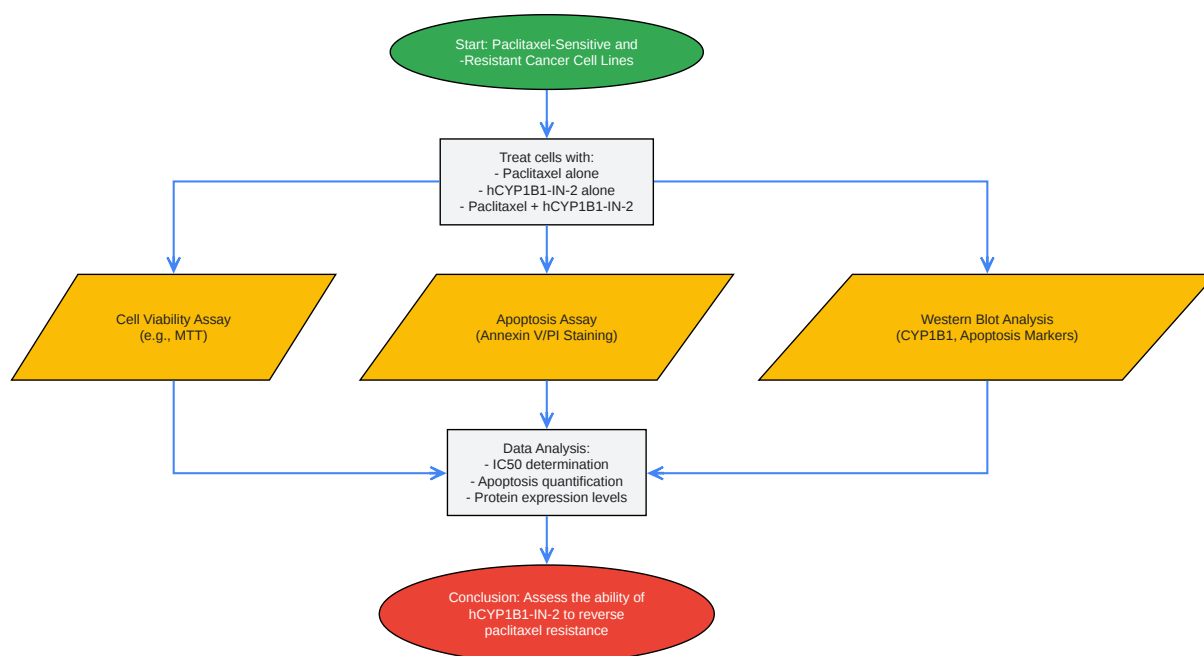 Start: Paclitaxel-Sensitive and
-Resistant Cancer Cell Lines
Treat cells with:
- Paclitaxel alone
- hCYP1B1-IN-2 alone
- Paclitaxel + hCYP1B1-IN-2
Cell Viability Assay
(e.g., MTT)
Apoptosis Assay
(Annexin V/PI Staining)
Western Blot Analysis
(CYP1B1, Apoptosis Markers)
Data Analysis:
- IC50 determination
- Apoptosis quantification
- Protein expression levels
Conclusion: Assess the ability of
hCYP1B1-IN-2 to reverse
paclitaxel resistance